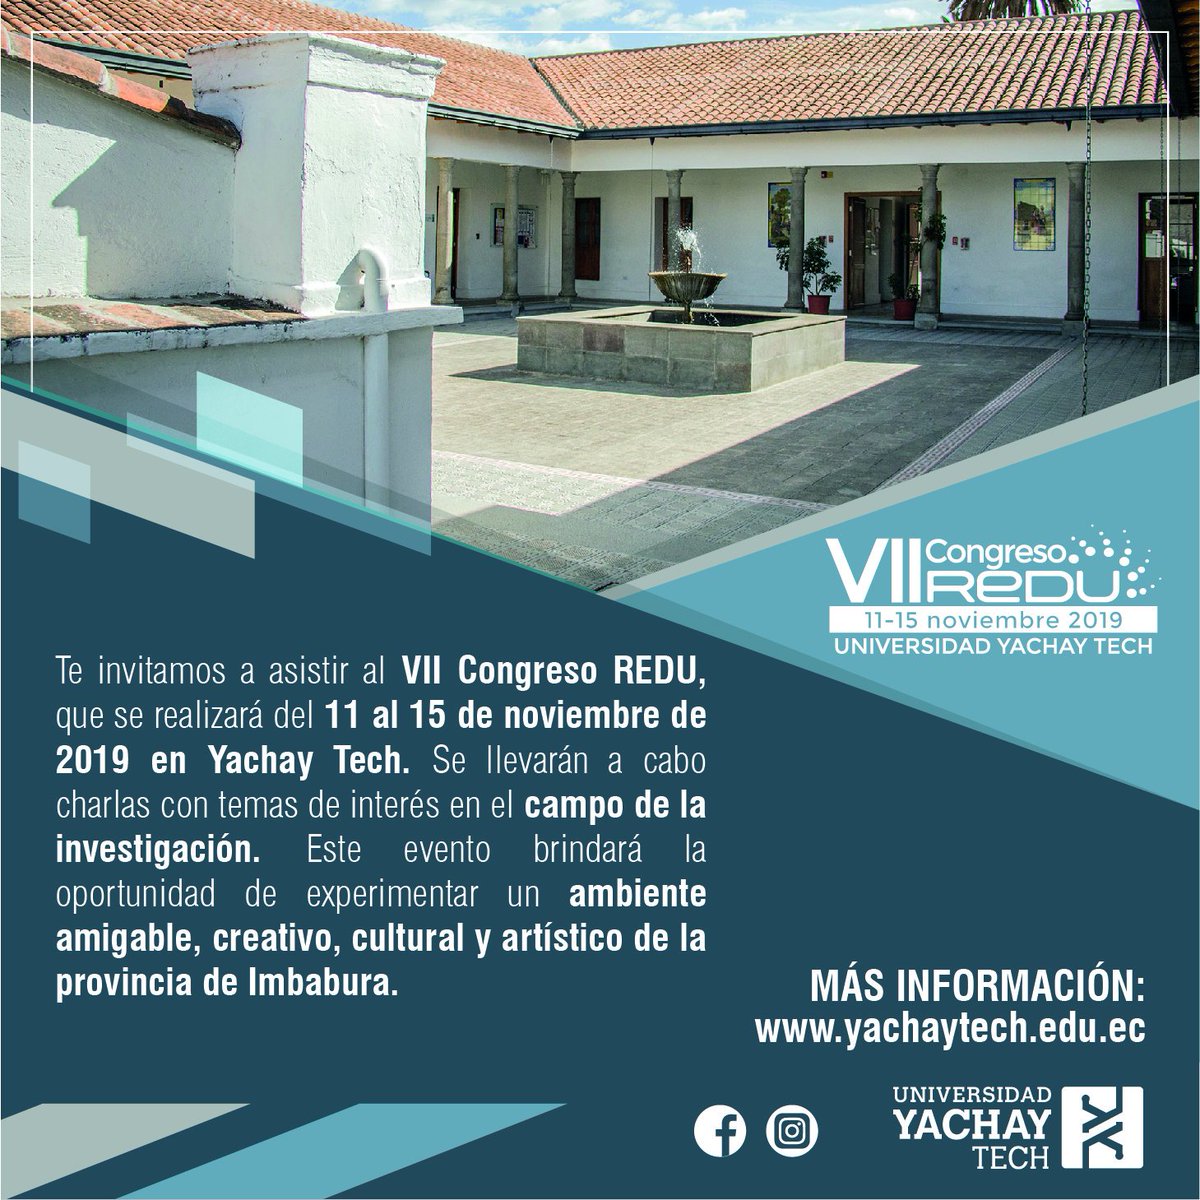 VII Congreso
REDU
11-15 noviembre 2019
UNIVERSIDAD YACHAY TECH
Te invitamos a asistir al VII Congreso REDU,
que se realizará del 11 al 15 de noviembre de
2019 en Yachay Tech. Se llevarán a cabo
charlas con temas de interés en el campo de la
investigación. Este evento brindará la
oportunidad de experimentar un ambiente
amigable, creativo, cultural y artístico de la
provincia de Imbabura.
MÁS INFORMACIÓN:
www.yachaytech.edu.ec
UNIVERSIDAD
YACHAY
TECH